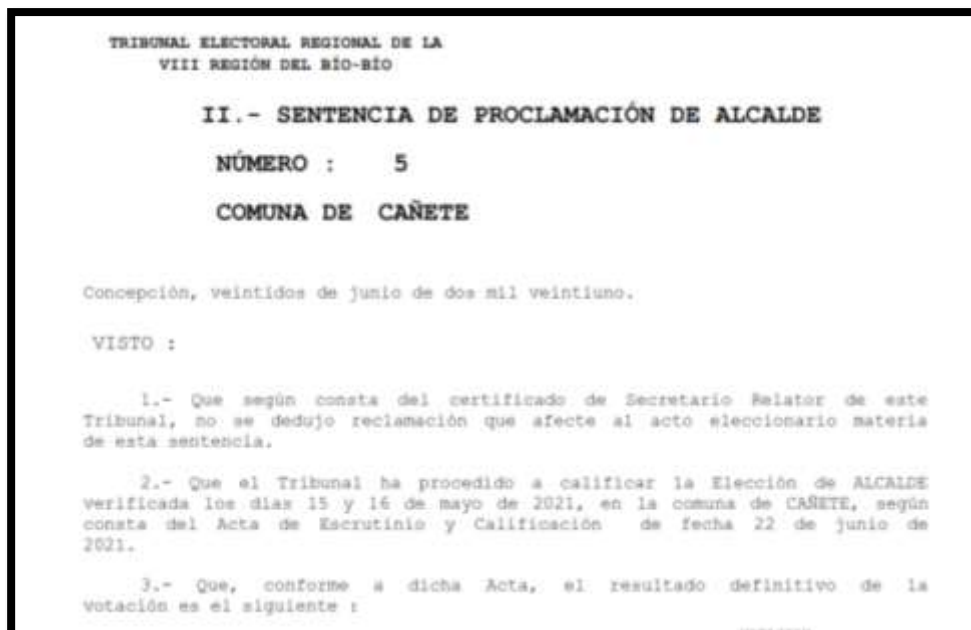 TRIBUNAL ELECTORAL REGIONAL DE LA
VIII REGIÓN DEL BÍO-BÍO
II.- SENTENCIA DE PROCLAMACIÓN DE ALCALDE
NÚMERO :    5
COMUNA DE  CAÑETE
Concepción, veintidos de junio de dos mil veintiuno.
VISTO :
1.- Que según consta del certificado de Secretario Relator de este
Tribunal, no se dedujo reclamación que afecte al acto eleccionario materia
de esta sentencia.
2.- Que el Tribunal ha procedido a calificar la Elección de ALCALDE
verificada los días 15 y 16 de mayo de 2021, en la comuna de CAÑETE, según
consta del Acta de Escrutinio y Calificación  de fecha 22 de junio de
2021.
3.- Que, conforme a dicha Acta, el resultado definitivo de la
votación es el siguiente :